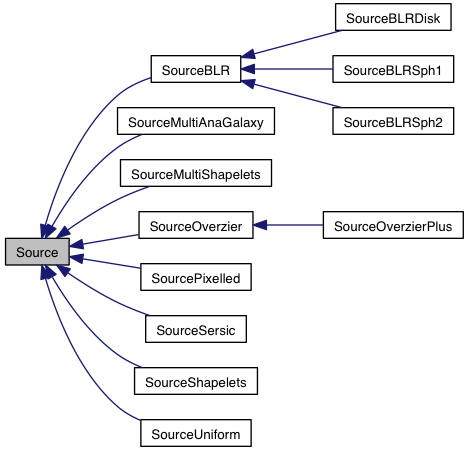 SourceBLRDisk
SourceBLR
SourceBLRSph1
SourceBLRSph2
SourceMultiAnaGalaxy
SourceMultiShapelets
SourceOverzier
SourceOverzierPlus
Source
SourcePixelled
SourceSersic
SourceShapelets
SourceUniform